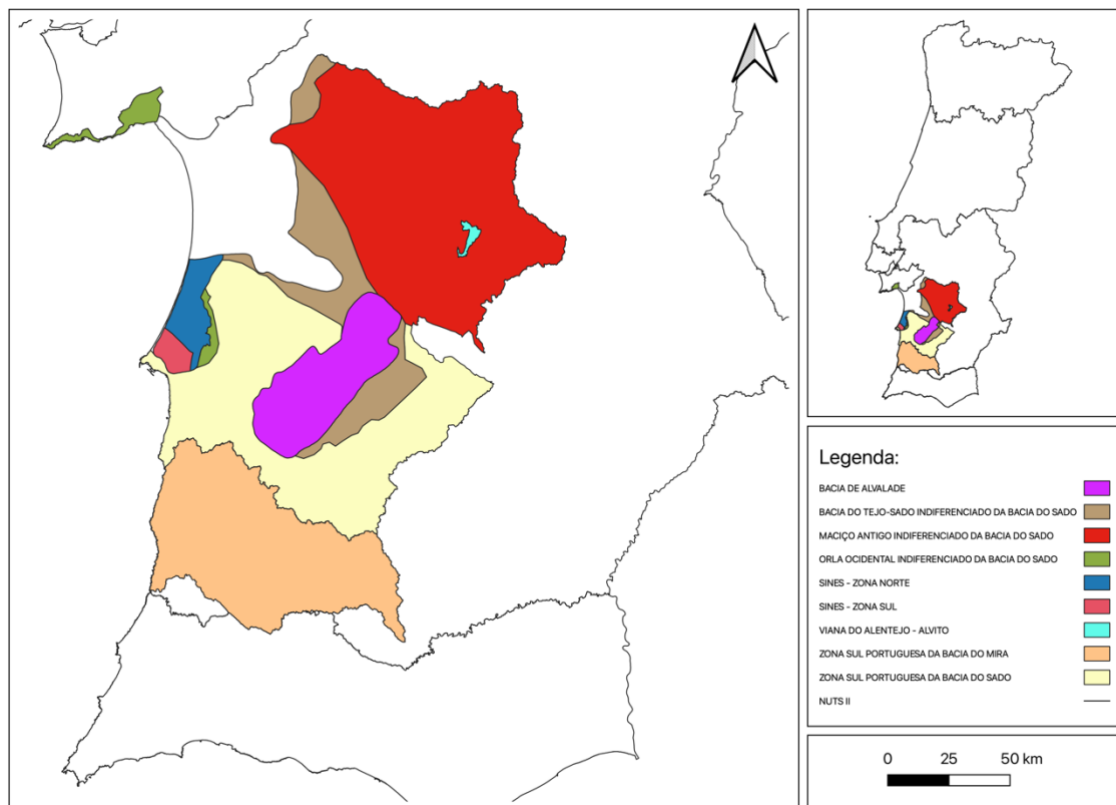 Legenda:
BACIA DE ALVALADE
BACIA DO TEJO-SADO INDIFERENCIADO DA BACIA DO SADO
MACIÇO ANTIGO INDIFERENCIADO DA BACIA DO SADO
ORLA OCIDENTAL INDIFERENCIADO DA BACIA DO SADO
SINES - ZONA NORTE
SINES - ZONA SUL
VIANA DO ALENTEJO - ALVITO
ZONA SUL PORTUGUESA DA BACIA DO MIRA
ZONA SUL PORTUGUESA DA BACIA DO SADO
NUTS II
0 25 50 km